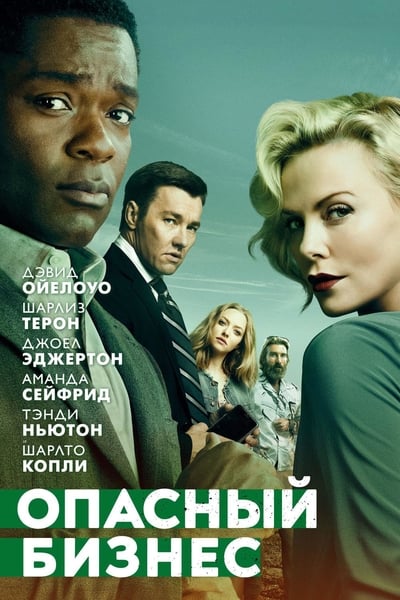 ДЭВИД
ОЙЕЛОУО
ШАРЛИЗ
ТЕРОН
ДЖОЕЛ
ЭДЖЕРТОН
АМАНДА
СЕЙФРИД
ТЭНДИ
НЬЮТОН
И ШАРЛТО
КОПЛИ
ОПАСНЫЙ
БИЗНЕС